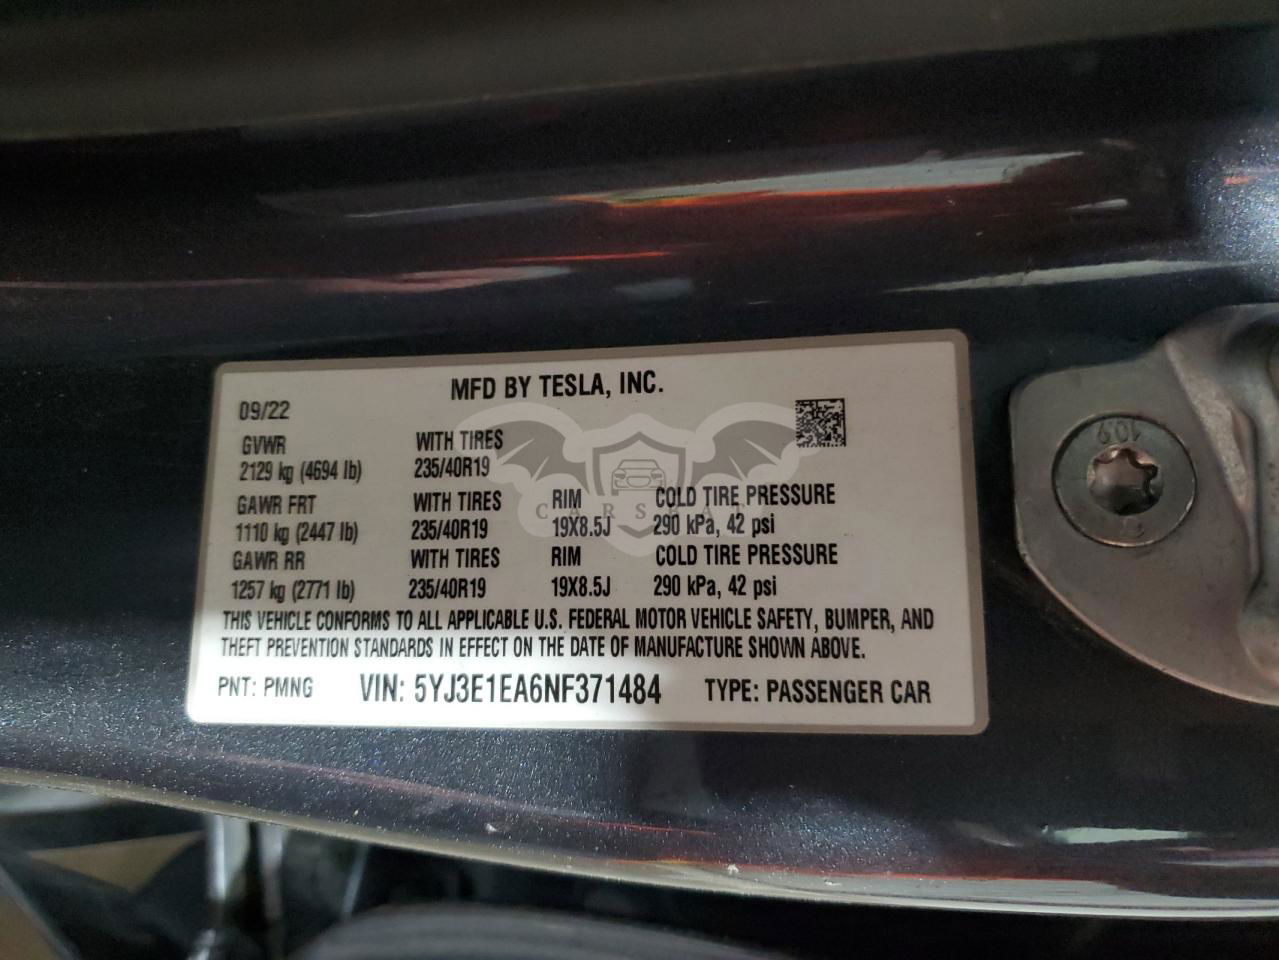 MFD BY TESLA, INC.
09/22
GVWR WITH TIRES
2129 kg (4694 lb) 235/40R19
GAWR FRT WITH TIRES RIM COLD TIRE PRESSURE
1110 kg (2447 lb) 235/40R19 19X8.5J 290 kPa, 42 psi
GAWR RR WITH TIRES RIM COLD TIRE PRESSURE
1257 kg (2771 lb) 235/40R19 19X8.5J 290 kPa, 42 psi
THIS VEHICLE CONFORMS TO ALL APPLICABLE U.S. FEDERAL MOTOR VEHICLE SAFETY, BUMPER, AND
THEFT PREVENTION STANDARDS IN EFFECT ON THE DATE OF MANUFACTURE SHOWN ABOVE.
PNT: PMNG VIN: 5YJ3E1EA6NF371484 TYPE: PASSENGER CAR
10.9